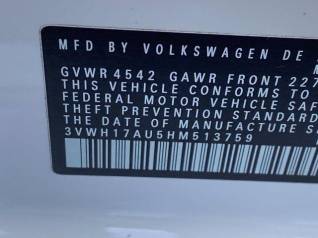 MFD BY VOLKSWAGEN DE
GVWR 4542 GAWR FRONT 227
THIS VEHICLE CONFORMS TO
FEDERAL MOTOR VEHICLE SAF
THEFT PREVENTION STANDARD
THE DATE OF MANUFACTURE S
3VWH17AU5HM513759